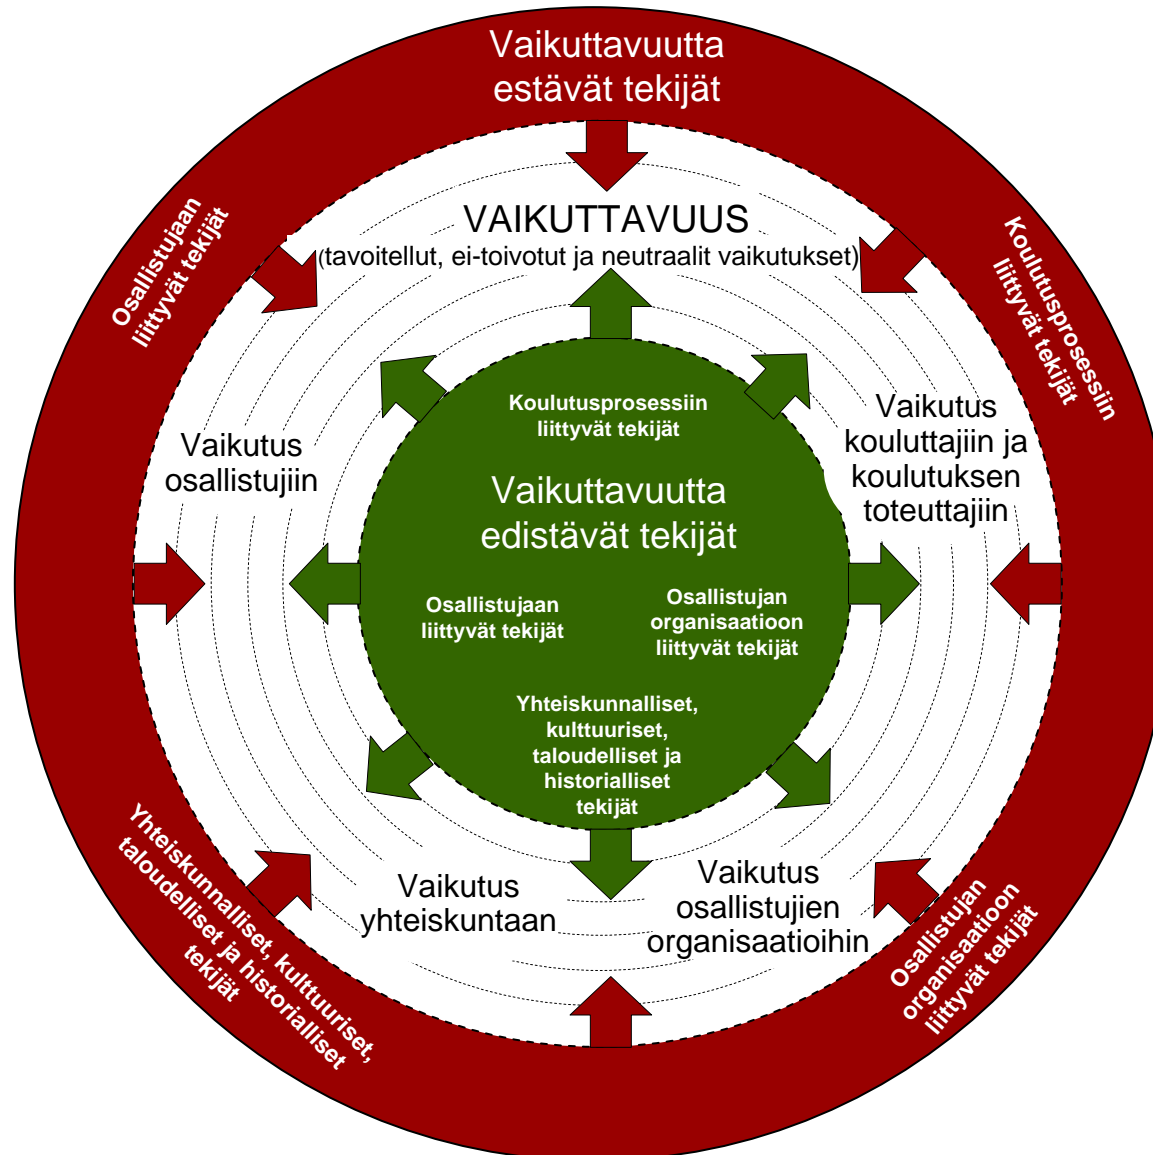 Vaikuttavuutta
estävät tekijät
Osallistujaan
liittyvät tekijät
Koulutusprosessiin
liittyvät tekijät
VAIKUTTAVUUS
(tavoitellut, ei-toivotut ja neutraalit vaikutukset)
Vaikutus
osallistujiin
Vaikutus
kouluttajiin ja
koulutuksen
toteuttajiin
Koulutusprosessiin
liittyvät tekijät
Vaikuttavuutta
edistävät tekijät
Osallistujaan
liittyvät tekijät
Osallistujan
organisaatioon
liittyvät tekijät
Yhteiskunnalliset,
kulttuuriset,
taloudelliset ja
historialliset
tekijät
Vaikutus
yhteiskuntaan
Vaikutus
osallistujien
organisaatioihin
Yhteiskunnalliset, kulttuuriset,
taloudelliset ja historialliset
tekijät
Osallistujan
organisaatioon
liittyvät tekijät